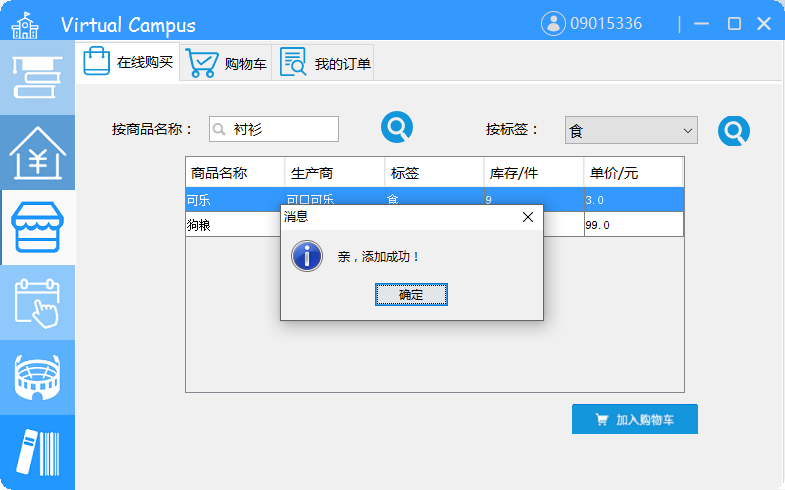 Virtual Campus
09015336
在线购买
购物车
我的订单
按商品名称：
衬衫
按标签：
食
商品名称 生产商 标签 库存/件 单价/元
可乐 可口可乐 食 9 3.0
狗粮 99.0
消息
亲，添加成功！
确定
加入购物车